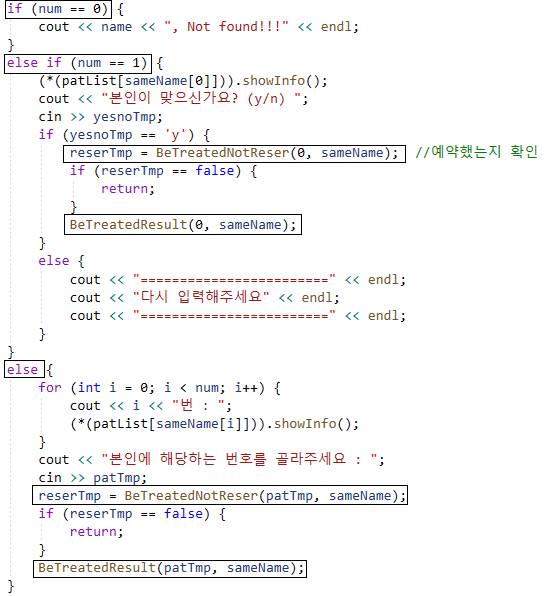 if (num == 0) {
cout << name << ", Not found!!!" << endl;
}
else if (num == 1) {
(*(patList[sameName[0]])).showInfo();
cout << "본인이 맞으신가요? (y/n) ";
cin >> yesnoTmp;
if (yesnoTmp == 'y') {
reserTmp = BeTreatedNotReser(0, sameName); //예약했는지 확인
if (reserTmp == false) {
return;
}
BeTreatedResult(0, sameName);
}
else {
cout << "========================" << endl;
cout << "다시 입력해주세요" << endl;
cout << "========================" << endl;
}
}
else {
for (int i = 0; i < num; i++) {
cout << i << "번 : ";
(*(patList[sameName[i]])).showInfo();
}
cout << "본인에 해당하는 번호를 골라주세요 : ";
cin >> patTmp;
reserTmp = BeTreatedNotReser(patTmp, sameName);
if (reserTmp == false) {
return;
}
BeTreatedResult(patTmp, sameName);
}